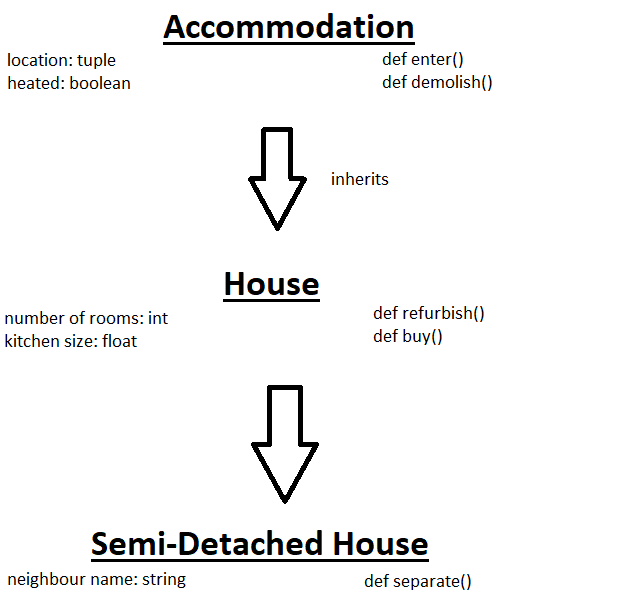 Accommodation
location: tuple
heated: boolean
def enter()
def demolish()
inherits
House
number of rooms: int
kitchen size: float
def refurbish()
def buy()
Semi-Detached House
neighbour name: string
def separate()